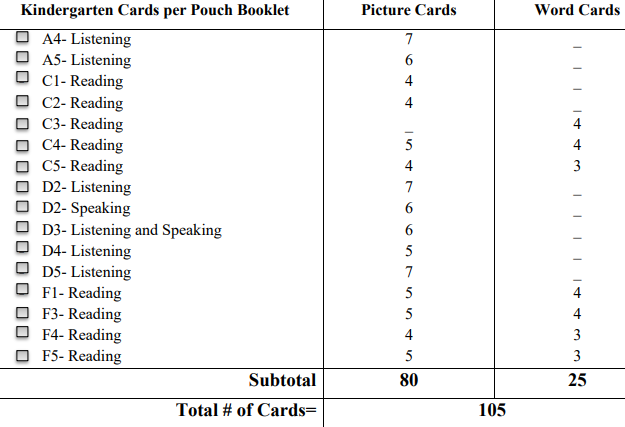 Kindergarten Cards per Pouch Booklet Picture Cards Word Cards
A4- Listening 7 _
A5- Listening 6 _
C1- Reading 4 _
C2- Reading 4 _
C3- Reading _ 4
C4- Reading 5 4
C5- Reading 4 3
D2- Listening 7 _
D2- Speaking 6 _
D3- Listening and Speaking 6 _
D4- Listening 5 _
D5- Listening 7 _
F1- Reading 5 4
F3- Reading 5 4
F4- Reading 4 3
F5- Reading 5 3
Subtotal 80 25
Total # of Cards= 105